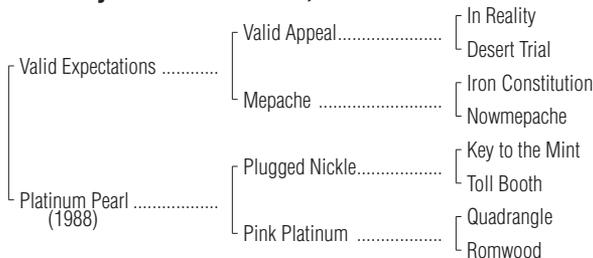 In Reality
Valid Appeal.......................
Desert Trial
Valid Expectations ............
Iron Constitution
Mepache ..........................
Nowmepache
Key to the Mint
Plugged Nickle..................
Toll Booth
Platinum Pearl ..................
(1988)
Quadrangle
Pink Platinum ..................
Romwood